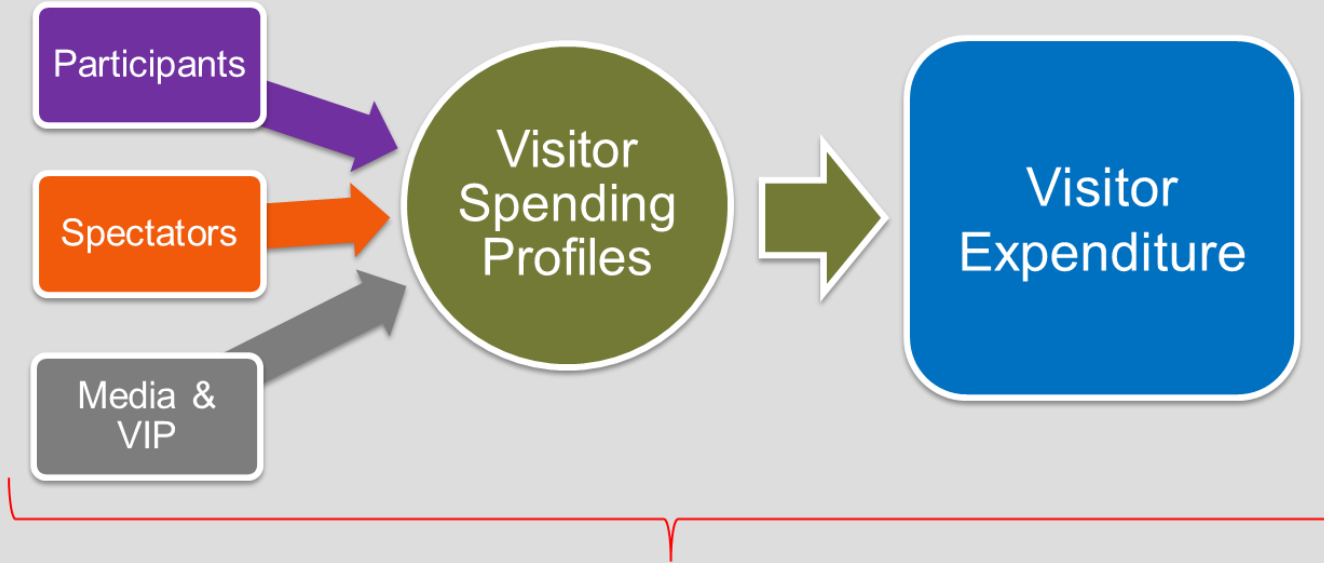 Participants
Spectators
Media &
VIP
Visitor
Spending
Profiles
Visitor
Expenditure